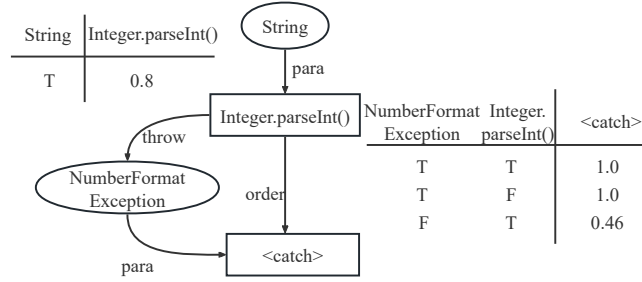 String
String Integer.parseInt()
T 0.8
para
Integer.parseInt()
throw
NumberFormat Integer. <catch>
Exception parseInt()
T T 1.0
T F 1.0
F T 0.46
NumberFormat
Exception
order
para
<catch>